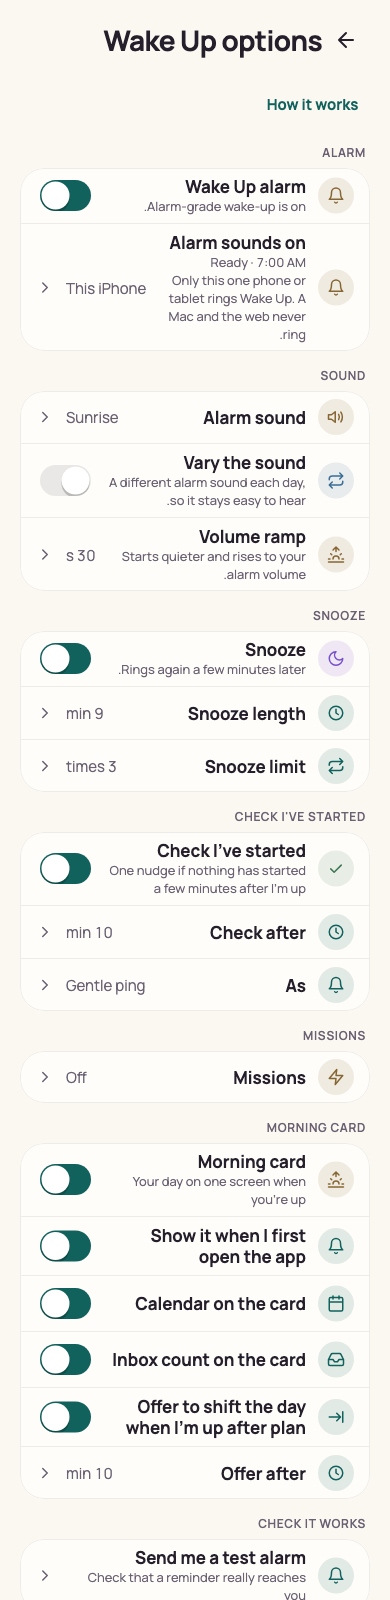 Wake Up options
How it works
ALARM
Wake Up alarm
.Alarm-grade wake-up is on
Alarm sounds on
Ready · 7:00 AM
Only this one phone or
tablet rings Wake Up. A
Mac and the web never
.ring
This iPhone
SOUND
Alarm sound
Sunrise
Vary the sound
A different alarm sound each day,
.so it stays easy to hear
Volume ramp
Starts quieter and rises to your
.alarm volume
s 30
SNOOZE
Snooze
.Rings again a few minutes later
Snooze length
min 9
Snooze limit
times 3
CHECK I'VE STARTED
Check I've started
One nudge if nothing has started
a few minutes after I'm up
Check after
min 10
As
Gentle ping
MISSIONS
Missions
Off
MORNING CARD
Morning card
Your day on one screen when
you're up
Show it when I first
open the app
Calendar on the card
Inbox count on the card
Offer to shift the day
when I'm up after plan
Offer after
min 10
CHECK IT WORKS
Send me a test alarm
Check that a reminder really reaches
you